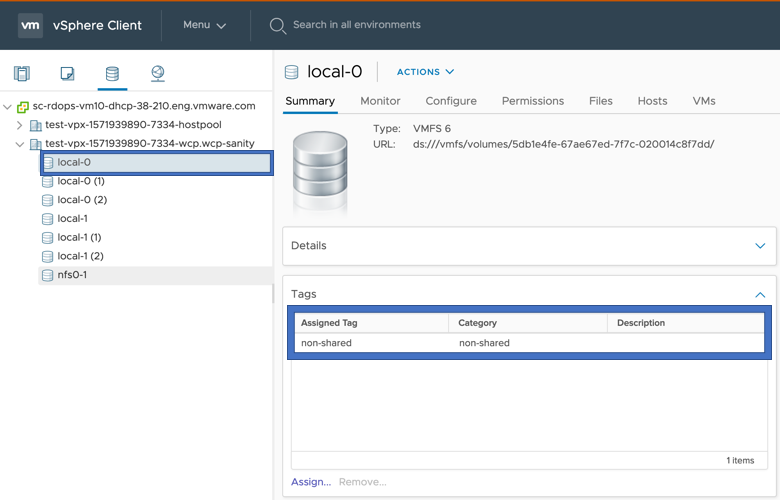 vm vSphere Client Menu Search in all environments
sc-rdops-vm10-dhcp-38-210.eng.vmware.com
test-vpx-1571939890-7334-hostpool
test-vpx-1571939890-7334-wcp.wcp-sanity
local-0
local-0 (1)
local-0 (2)
local-1
local-1 (1)
local-1 (2)
nfs0-1
local-0 ACTIONS
Summary Monitor Configure Permissions Files Hosts VMs
Type: VMFS 6
URL: ds:///vmfs/volumes/5db1e4fe-67ae67ed-7f7c-020014c8f7dd/
Details
Tags
Assigned Tag Category Description
non-shared non-shared
1 items
Assign... Remove...